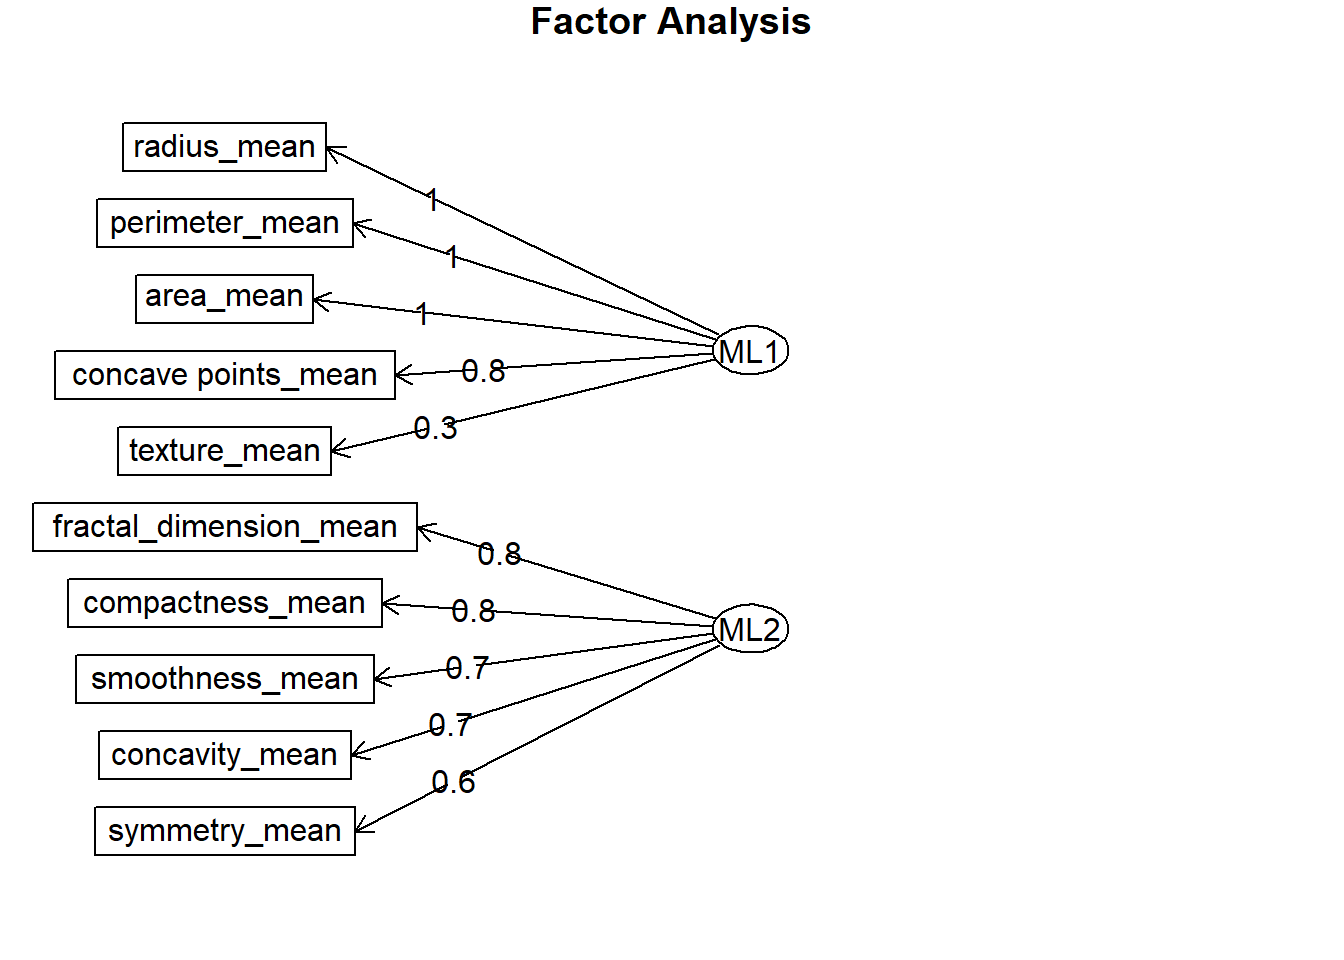 Factor Analysis
radius_mean
1
perimeter_mean
1
area_mean
1
ML1
concave points_mean
0.8
texture_mean
0.3
fractal_dimension_mean
0.8
compactness_mean
0.8
ML2
smoothness_mean
0.7
concavity_mean
0.7
symmetry_mean
0.6